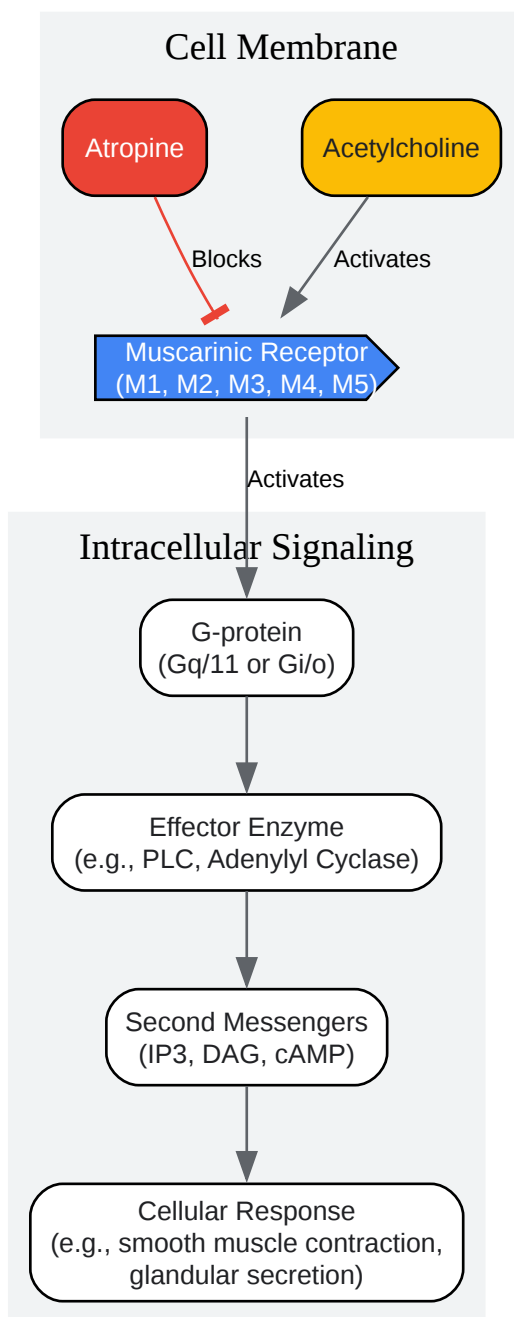 Cell Membrane
Atropine
Acetylcholine
Blocks
Activates
Muscarinic Receptor
(M1, M2, M3, M4, M5)
Activates
Intracellular Signaling
G-protein
(Gq/11 or Gi/o)
Effector Enzyme
(e.g., PLC, Adenylyl Cyclase)
Second Messengers
(IP3, DAG, cAMP)
Cellular Response
(e.g., smooth muscle contraction,
glandular secretion)